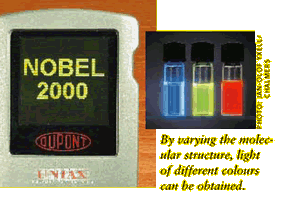 NOBEL
2000
DUPONT
UNIAX
PHOTO: JAN-OLOF YXELL/
CHALMERS
By varying the molec-
ular structure, light
of different colours
can be obtained.